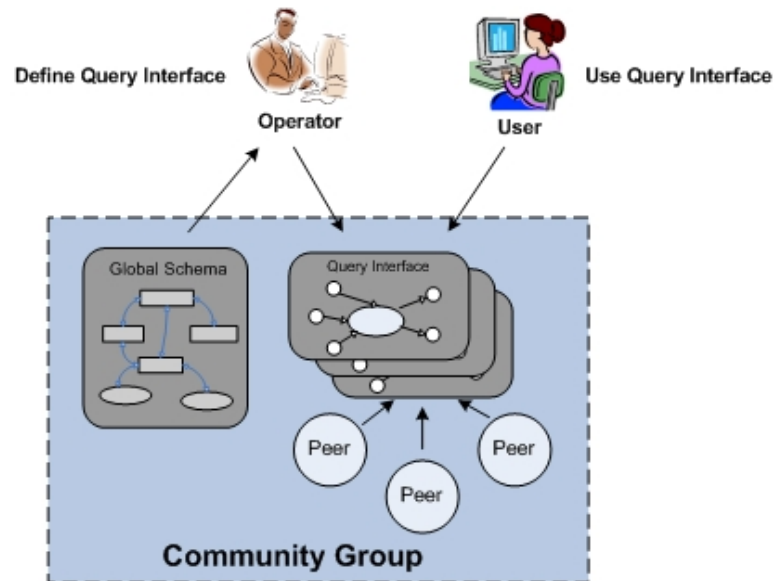 Define Query Interface
Operator
User
Use Query Interface
Global Schema
Query Interface
Peer
Peer
Peer
Community Group